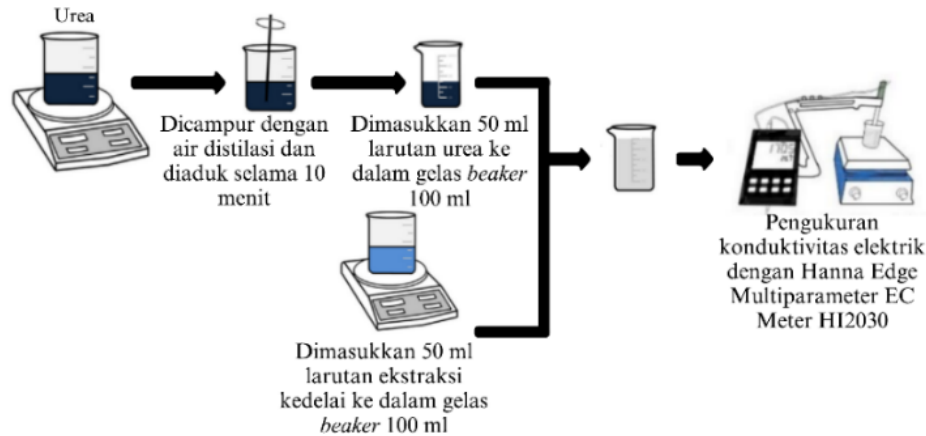 Urea
Dicampur dengan
air distilasi dan
diaduk selama 10
menit
Dimasukkan 50 ml
larutan urea ke
dalam gelas beaker
100 ml
Dimasukkan 50 ml
larutan ekstraksi
kedelai ke dalam gelas
beaker 100 ml
Pengukuran
konduktivitas elektrik
dengan Hanna Edge
Multiparameter EC
Meter HI2030